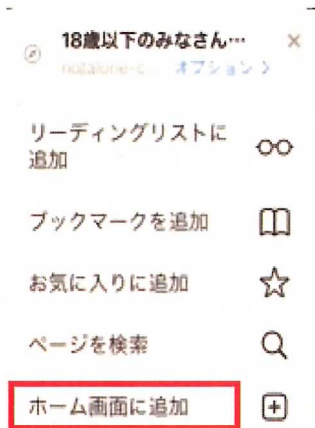 18歳以下のみなさん…
notalone-c... オプション >
リーディングリストに
追加
ブックマークを追加
お気に入りに追加
ページを検索
ホーム画面に追加